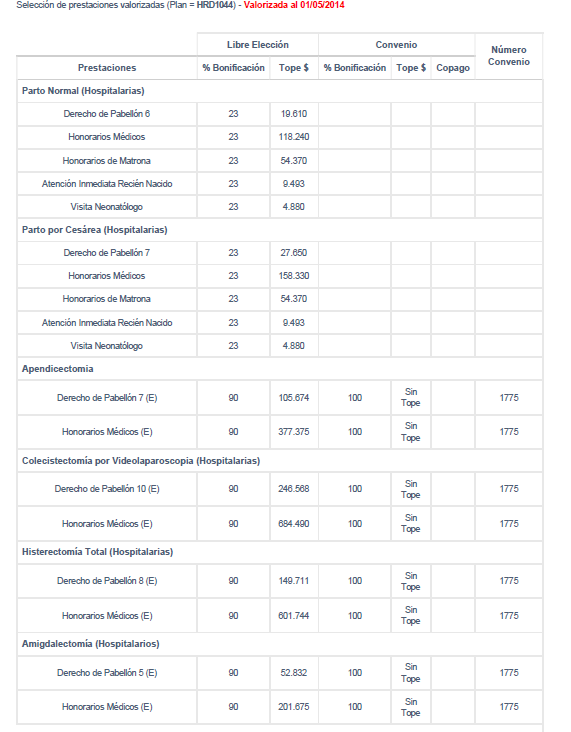 Selección de prestaciones valorizadas (Plan = HRD1044) - Valorizada al 01/05/2014
Libre Elección Convenio Número Convenio
Prestaciones % Bonificación Tope $ % Bonificación Tope $ Copago
Parto Normal (Hospitalarias)
Derecho de Pabellón 6 23 19.610
Honorarios Médicos 23 118.240
Honorarios de Matrona 23 54.370
Atención Inmediata Recién Nacido 23 9.493
Visita Neonatólogo 23 4.880
Parto por Cesárea (Hospitalarias)
Derecho de Pabellón 7 23 27.650
Honorarios Médicos 23 158.330
Honorarios de Matrona 23 54.370
Atención Inmediata Recién Nacido 23 9.493
Visita Neonatólogo 23 4.880
Apendicectomia
Derecho de Pabellón 7 (E) 90 105.674 100 Sin Tope 1775
Honorarios Médicos (E) 90 377.375 100 Sin Tope 1775
Colecistectomía por Videolaparoscopia (Hospitalarias)
Derecho de Pabellón 10 (E) 90 246.568 100 Sin Tope 1775
Honorarios Médicos (E) 90 684.490 100 Sin Tope 1775
Histerectomía Total (Hospitalarias)
Derecho de Pabellón 8 (E) 90 149.711 100 Sin Tope 1775
Honorarios Médicos (E) 90 601.744 100 Sin Tope 1775
Amigdalectomía (Hospitalarios)
Derecho de Pabellón 5 (E) 90 52.832 100 Sin Tope 1775
Honorarios Médicos (E) 90 201.675 100 Sin Tope 1775